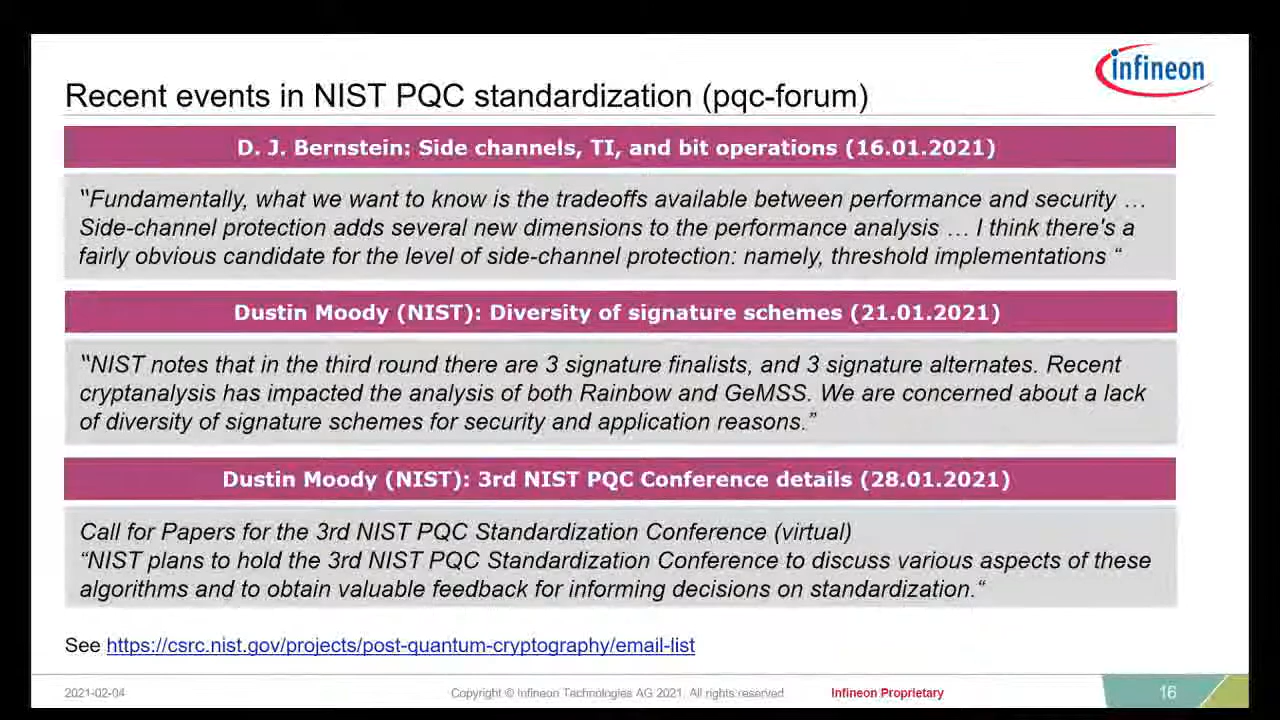 infineon
Recent events in NIST PQC standardization (pqc-forum)
D. J. Bernstein: Side channels, TI, and bit operations (16.01.2021)
“Fundamentally, what we want to know is the tradeoffs available between performance and security …
Side-channel protection adds several new dimensions to the performance analysis … I think there's a
fairly obvious candidate for the level of side-channel protection: namely, threshold implementations “
Dustin Moody (NIST): Diversity of signature schemes (21.01.2021)
“NIST notes that in the third round there are 3 signature finalists, and 3 signature alternates. Recent
cryptanalysis has impacted the analysis of both Rainbow and GeMSS. We are concerned about a lack
of diversity of signature schemes for security and application reasons.”
Dustin Moody (NIST): 3rd NIST PQC Conference details (28.01.2021)
Call for Papers for the 3rd NIST PQC Standardization Conference (virtual)
“NIST plans to hold the 3rd NIST PQC Standardization Conference to discuss various aspects of these
algorithms and to obtain valuable feedback for informing decisions on standardization.“
See https://csrc.nist.gov/projects/post-quantum-cryptography/email-list
2021-02-04 Copyright © Infineon Technologies AG 2021. All rights reserved. Infineon Proprietary 16